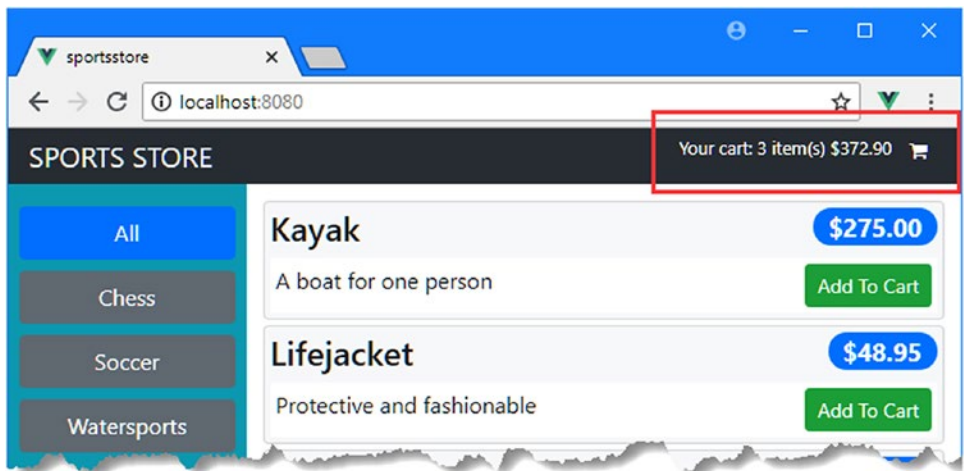 sportsstore
localhost:8080
SPORTS STORE
Your cart: 3 item(s) $372.90
All
Chess
Soccer
Watersports
Kayak
$275.00
A boat for one person
Add To Cart
Lifejacket
$48.95
Protective and fashionable
Add To Cart